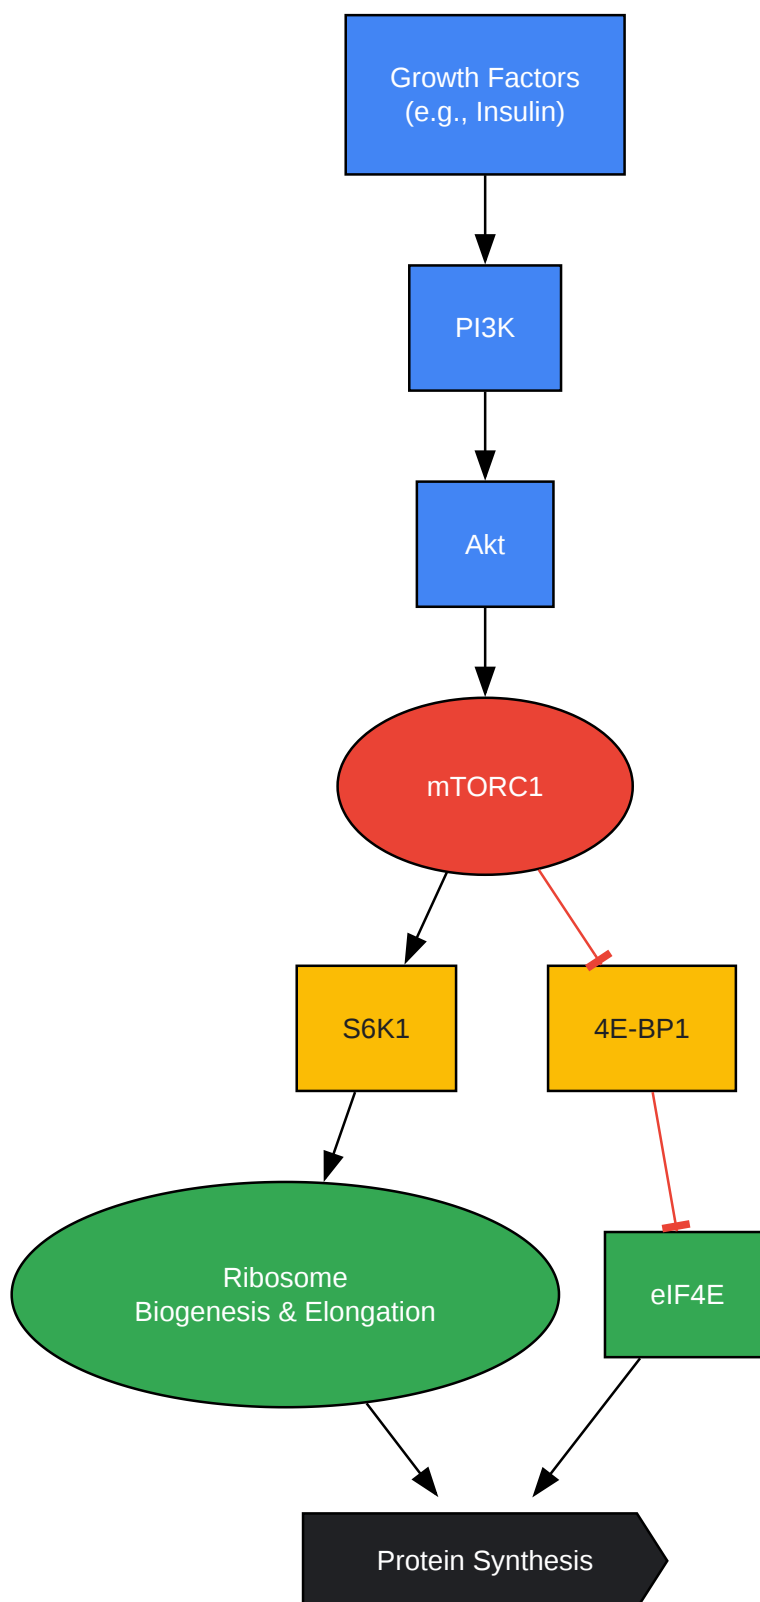 Growth Factors
(e.g., Insulin)
PI3K
Akt
mTORC1
S6K1
4E-BP1
Ribosome
Biogenesis & Elongation
eIF4E
Protein Synthesis